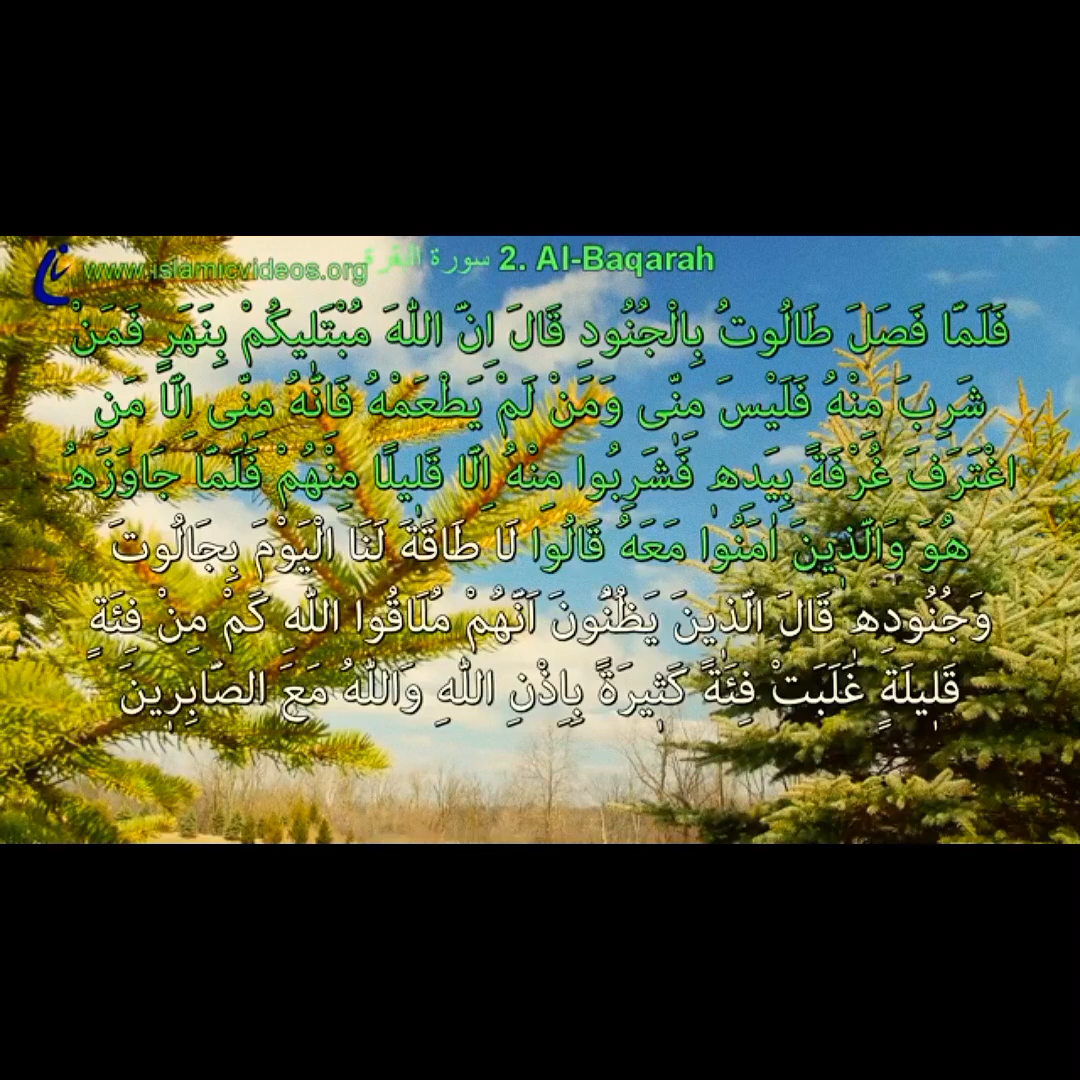 www.islamicvideos.org
سورة البقرة 2. Al-Baqarah
فَلَمَّا فَصَلَ طَالُوتُ بِالْجُنُودِ قَالَ اِنَّ اللّٰهَ مُبْتَلٖيكُمْ بِنَهَرٍ فَمَنْ
شَرِبَ مِنْهُ فَلَيْسَ مِنّٖى وَمَنْ لَمْ يَطْعَمْهُ فَاِنَّهُ مِنّٖى اِلَّا مَنِ
اغْتَرَفَ غُرْفَةً بِيَدِهٖ فَشَرِبُوا مِنْهُ اِلَّا قَلٖيلًا مِنْهُمْ فَلَمَّا جَاوَزَهُ
هُوَ وَالَّذٖينَ اٰمَنُوا مَعَهُ قَالُوا لَا طَاقَةَ لَنَا الْيَوْمَ بِجَالُوتَ
وَجُنُودِهٖ قَالَ الَّذٖينَ يَظُنُّونَ اَنَّهُمْ مُلَاقُوا اللّٰهِ كَمْ مِنْ فِئَةٍ
قَلٖيلَةٍ غَلَبَتْ فِئَةً كَثٖيرَةً بِاِذْنِ اللّٰهِ وَاللّٰهُ مَعَ الصَّابِرٖينَ